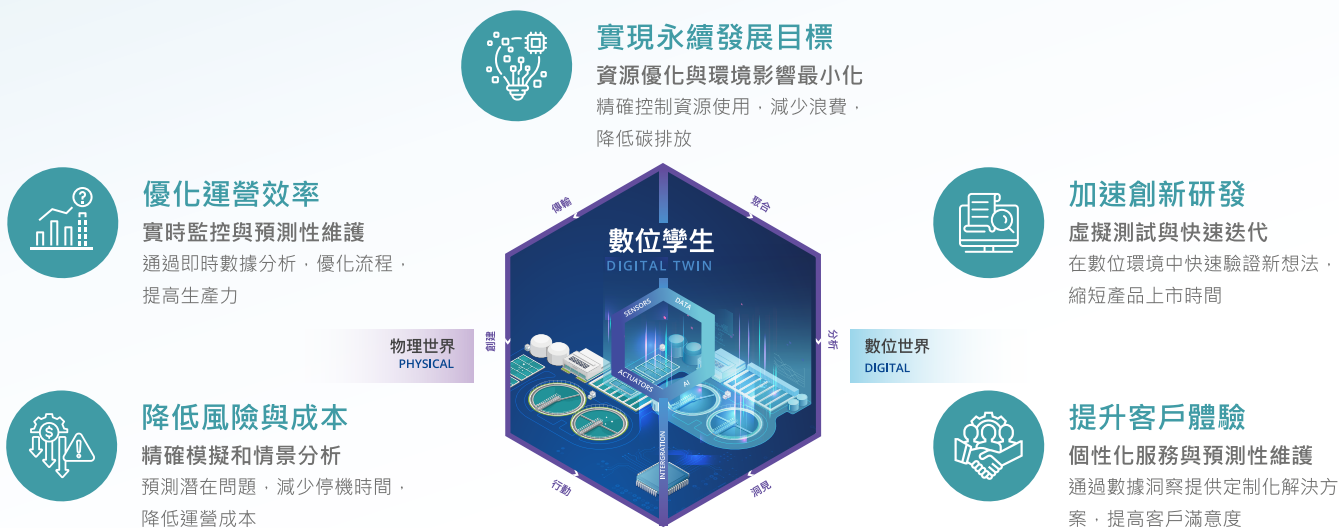 實現永續發展目標
資源優化與環境影響最小化
精確控制資源使用，減少浪費，
降低碳排放
優化運營效率
實時監控與預測性維護
通過即時數據分析，優化流程，
提高生產力
傳輸
聚合
數位孿生
DIGITAL TWIN
SENSORS
DATA
加速創新研發
虛擬測試與快速迭代
在數位環境中快速驗證新想法，
縮短產品上市時間
物理世界
PHYSICAL
創建
分析
數位世界
DIGITAL
ACTUATORS
AI
INTERGRATION
降低風險與成本
精確模擬和情景分析
預測潛在問題，減少停機時間，
降低運營成本
行動
洞見
提升客戶體驗
個性化服務與預測性維護
通過數據洞察提供定制化解決方
案，提高客戶滿意度